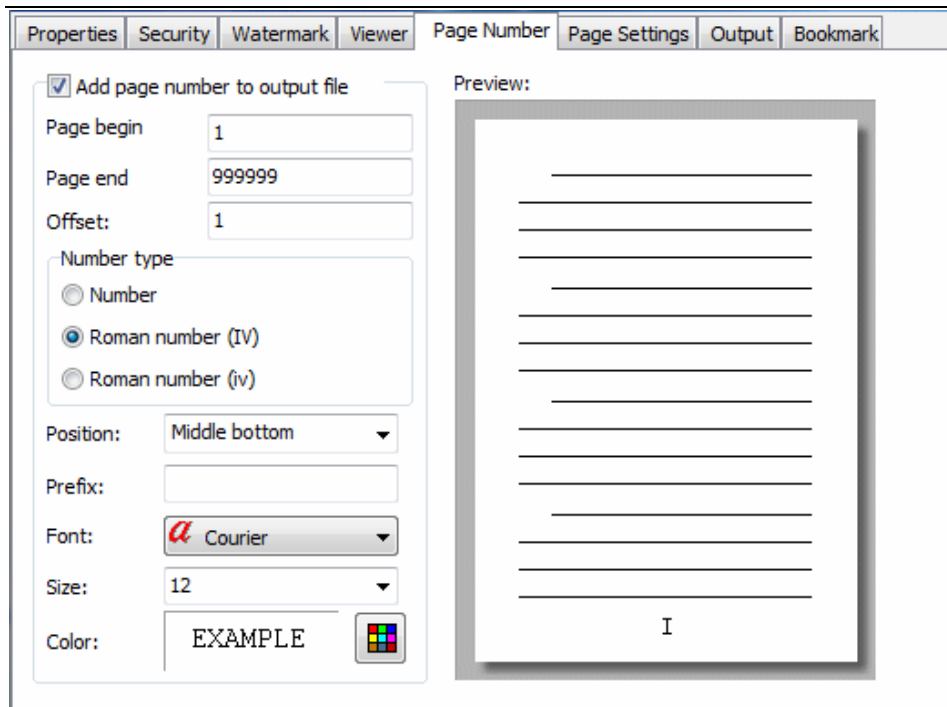 Properties Security Watermark Viewer Page Number Page Settings Output Bookmark
Add page number to output file
Page begin 1
Page end 999999
Offset: 1
Number type
Number
Roman number (IV)
Roman number (iv)
Position: Middle bottom
Prefix:
Font: a Courier
Size: 12
Color: EXAMPLE
Preview:
I